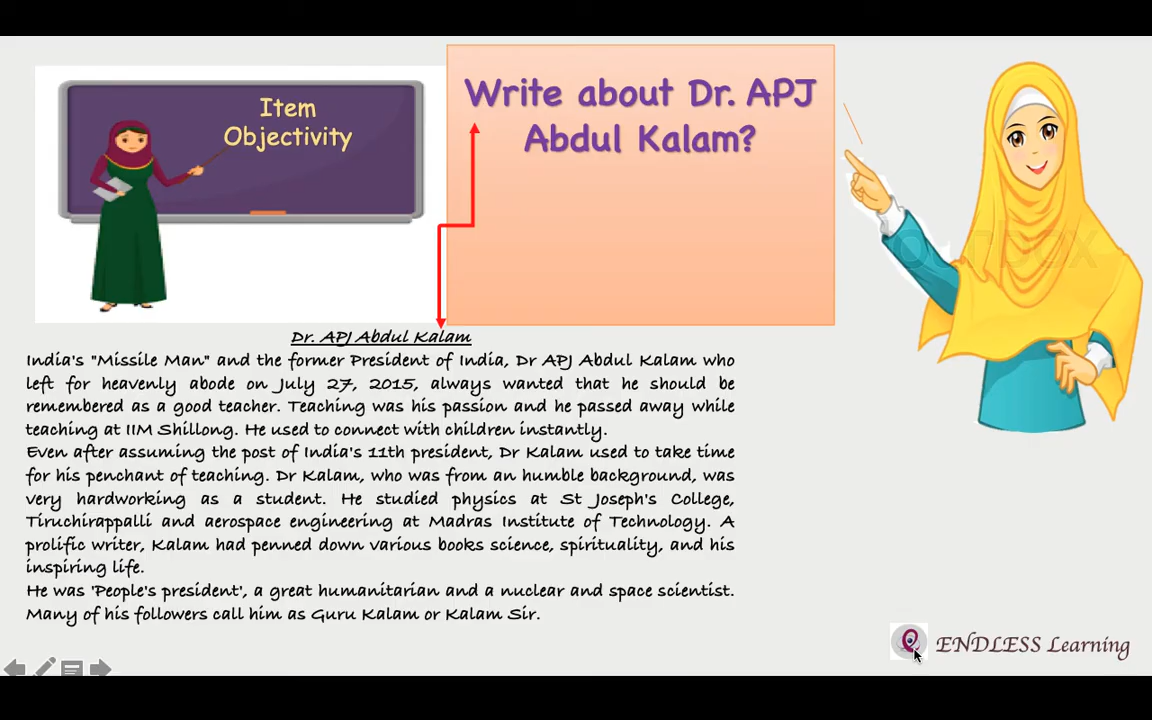 Item
Objectivity
Write about Dr. APJ
Abdul Kalam?
Dr. APJ Abdul Kalam
India's "Missile Man" and the former President of India, Dr APJ Abdul Kalam who
left for heavenly abode on July 27, 2015, always wanted that he should be
remembered as a good teacher. Teaching was his passion and he passed away while
teaching at IIM Shillong. He used to connect with children instantly.
Even after assuming the post of India's 11th president, Dr Kalam used to take time
for his penchant of teaching. Dr Kalam, who was from an humble background, was
very hardworking as a student. He studied physics at St Joseph's College,
Tiruchirappalli and aerospace engineering at Madras Institute of Technology. A
prolific writer, Kalam had penned down various books science, spirituality, and his
inspiring life.
He was 'People's president', a great humanitarian and a nuclear and space scientist.
Many of his followers call him as Guru Kalam or Kalam Sir.
ENDLESS Learning